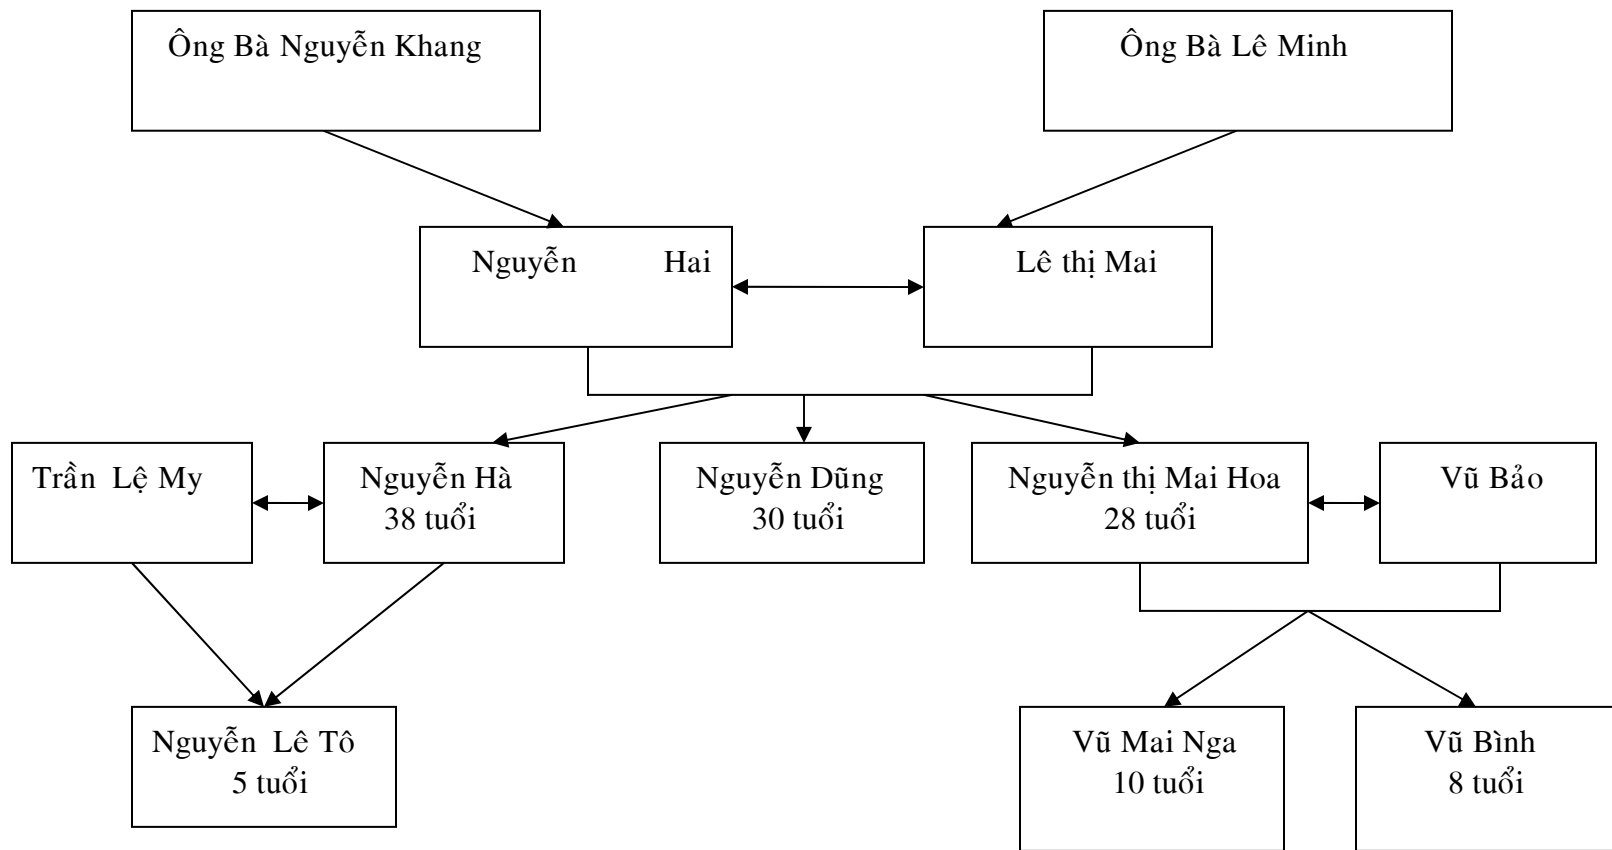 Ông Bà Nguyễn Khang
Ông Bà Lê Minh
Nguyễn Hai
Lê thị Mai
Trần Lệ My
Nguyễn Hà
38 tuổi
Nguyễn Dũng
30 tuổi
Nguyễn thị Mai Hoa
28 tuổi
Vũ Bảo
Nguyễn Lê Tô
5 tuổi
Vũ Mai Nga
10 tuổi
Vũ Bình
8 tuổi